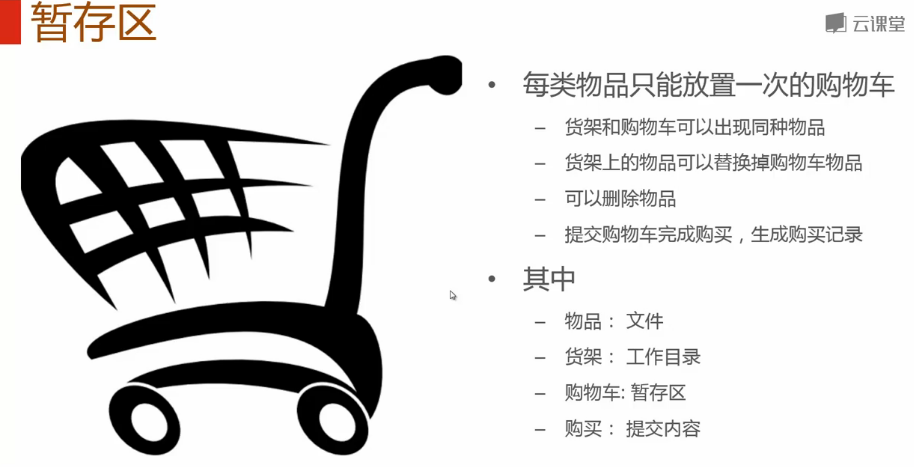 暂存区
云课堂
• 每类物品只能放置一次的购物车
– 货架和购物车可以出现同种物品
– 货架上的物品可以替换掉购物车物品
– 可以删除物品
– 提交购物车完成购买，生成购买记录
• 其中
– 物品： 文件
– 货架： 工作目录
– 购物车: 暂存区
– 购买： 提交内容